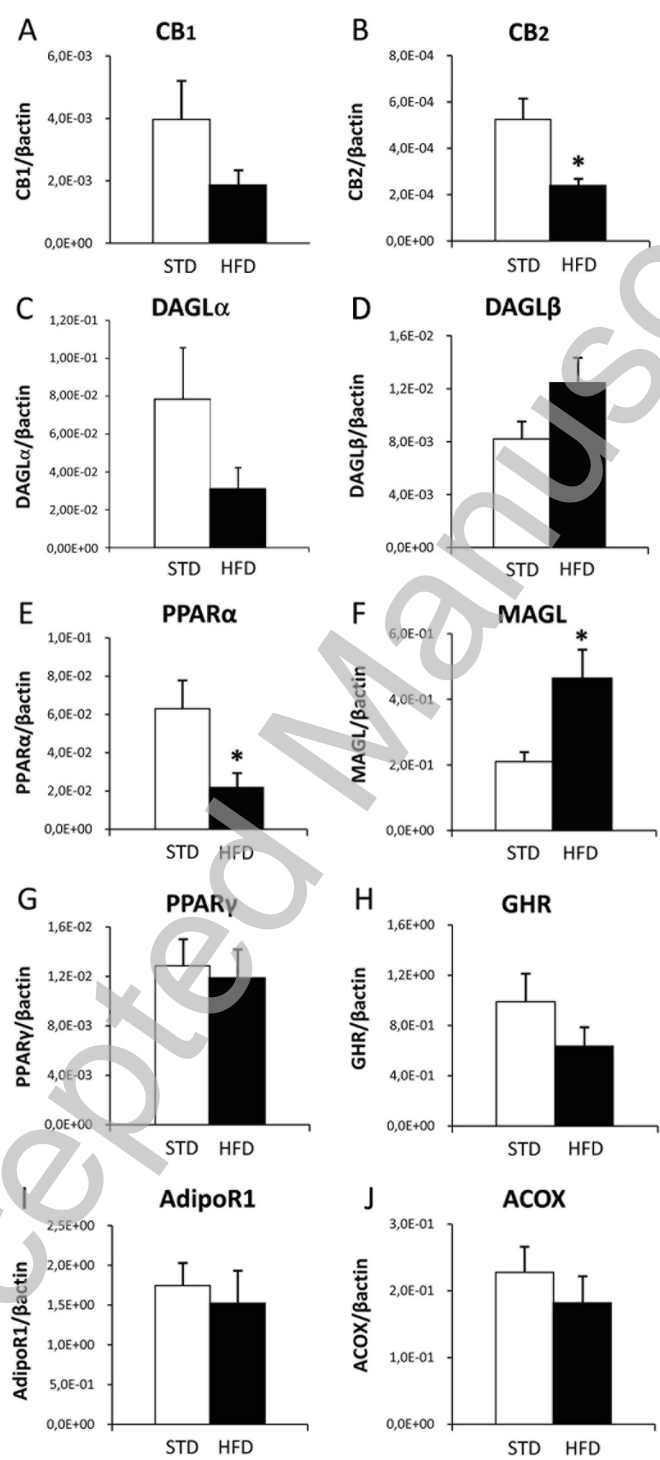 A CB1
6,0E-03
4,0E-03
2,0E-03
0,0E+00
CB1/βactin
STD HFD
B CB2
8,0E-04
6,0E-04
4,0E-04
2,0E-04
0,0E+00
CB2/βactin
*
STD HFD
C DAGLα
1,20E-01
1,00E-01
8,00E-02
6,00E-02
4,00E-02
2,00E-02
0,00E+00
DAGLα/βactin
STD HFD
D DAGLβ
1,6E-02
1,2E-02
8,0E-03
4,0E-03
0,0E+00
DAGLβ/βactin
STD HFD
E PPARα
1,0E-01
8,0E-02
6,0E-02
4,0E-02
2,0E-02
0,0E+00
PPARα/βactin
*
STD HFD
F MAGL
6,0E-01
4,0E-01
2,0E-01
0,0E+00
MAGL/βactin
*
STD HFD
G PPARγ
1,6E-02
1,2E-02
8,0E-03
4,0E-03
0,0E+00
PPARγ/βactin
STD HFD
H GHR
1,6E+00
1,2E+00
8,0E-01
4,0E-01
0,0E+00
GHR/βactin
STD HFD
I AdipoR1
2,5E+00
2,0E+00
1,5E+00
1,0E+00
5,0E-01
0,0E+00
AdipoR1/βactin
STD HFD
J ACOX
3,0E-01
2,0E-01
1,0E-01
0,0E+00
ACOX/βactin
STD HFD
cepted Manusc